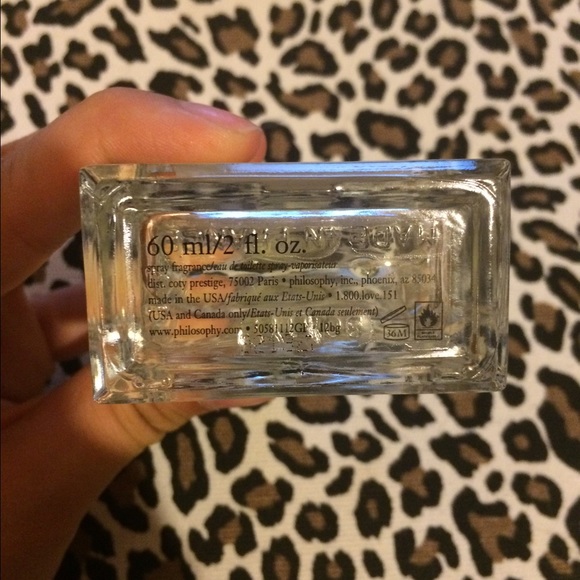 60 ml/2 fl. oz.
spray fragrance/eau de toilette spray-vaporisateur
dist. coty prestige, 75002 Paris • philosophy, inc., phoenix, az 85034
made in the USA/fabriqué aux Etats-Unis • 1.800.love.151
(USA and Canada only/Etats-Unis et Canada seulement)
www.philosophy.com •
36M